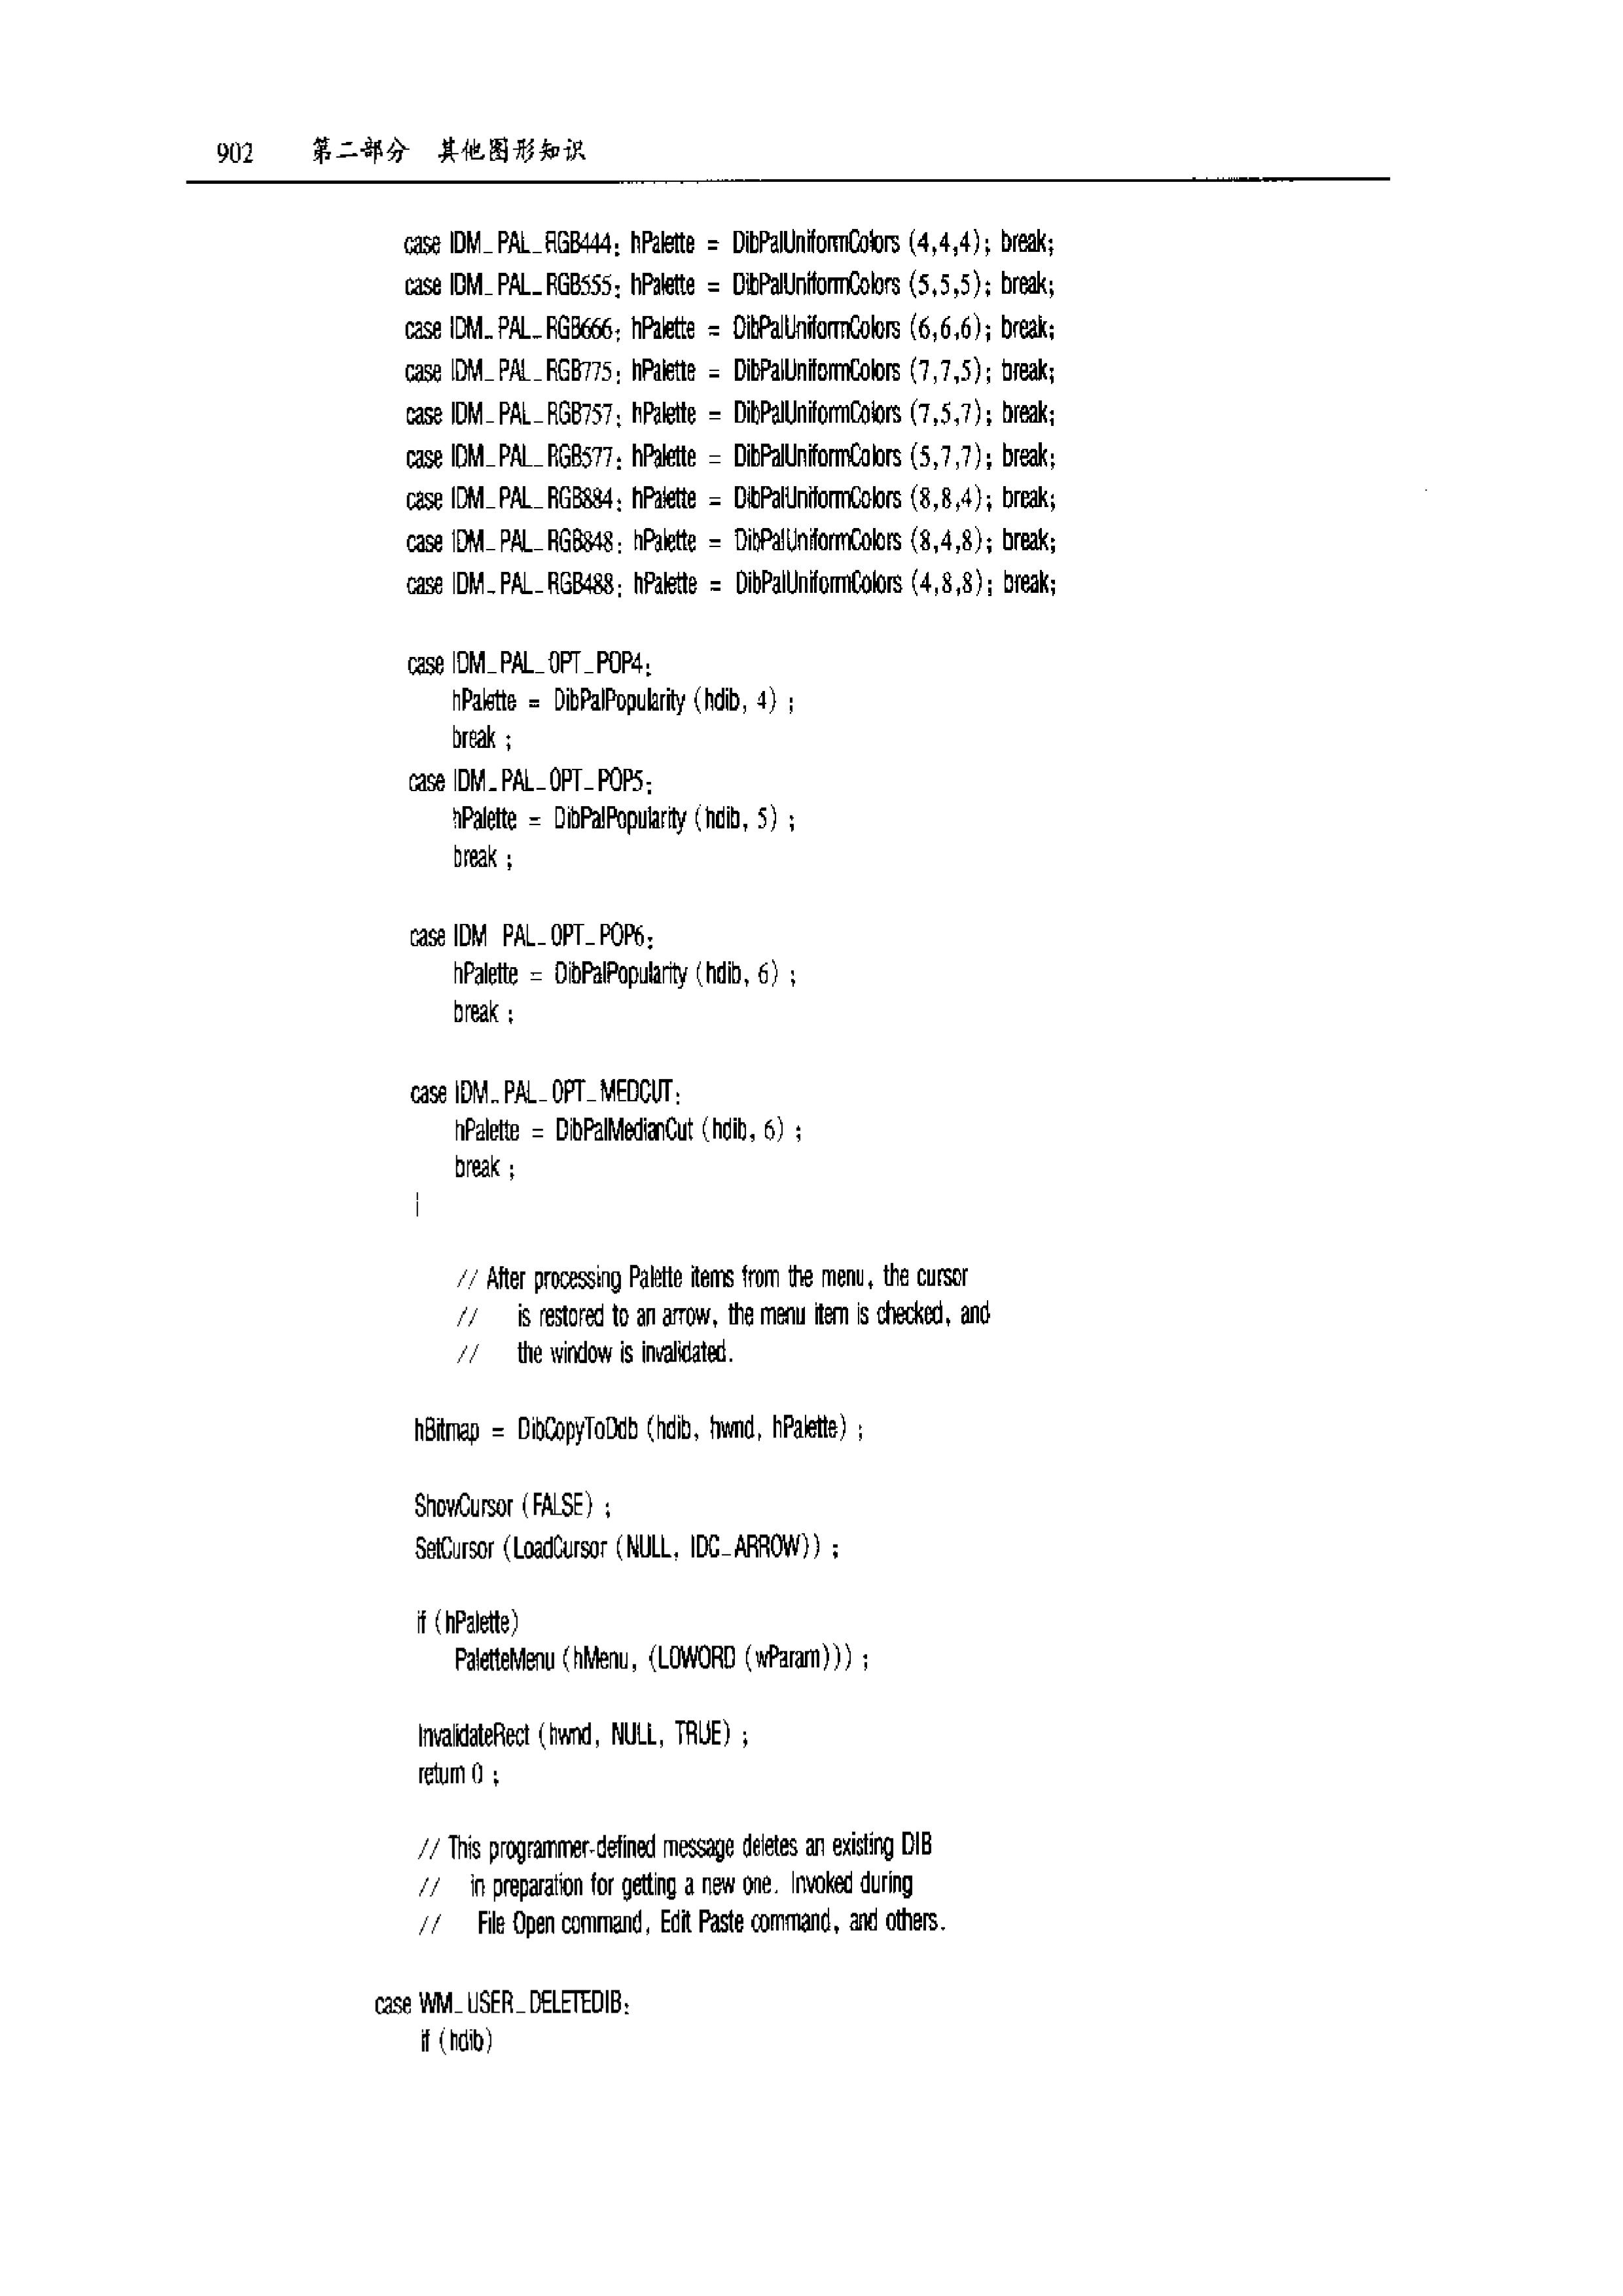 902 第二部分 其他图形知识
case IDM_PAL_RGB444: hPalette = DibPalUniformColors (4,4,4); break;
case IDM_PAL_RGB555: hPalette = DibPalUniformColors (5,5,5); break;
case IDM_PAL_RGB666: hPalette = DibPalUniformColors (6,6,6); break;
case IDM_PAL_RGB775: hPalette = DibPalUniformColors (7,7,5); break;
case IDM_PAL_RGB757: hPalette = DibPalUniformColors (7,5,7); break;
case IDM_PAL_RGB577: hPalette = DibPalUniformColors (5,7,7); break;
case IDM_PAL_RGB884: hPalette = DibPalUniformColors (8,8,4); break;
case IDM_PAL_RGB848: hPalette = DibPalUniformColors (8,4,8); break;
case IDM_PAL_RGB488: hPalette = DibPalUniformColors (4,8,8); break;
case IDM_PAL_OPT_POP4:
hPalette = DibPalPopularity (hdib, 4) ;
break ;
case IDM_PAL_OPT_POP5:
hPalette = DibPalPopularity (hdib, 5) ;
break ;
case IDM PAL_OPT_POP6:
hPalette = DibPalPopularity (hdib, 6) ;
break ;
case IDM_PAL_OPT_MEDCUT:
hPalette = DibPalMedianCut (hdib, 6) ;
break ;
}
// After processing Palette items from the menu, the cursor
// is restored to an arrow, the menu item is checked, and
// the window is invalidated.
hBitmap = DibCopyToDdb (hdib, hwnd, hPalette) ;
ShowCursor (FALSE) ;
SetCursor (LoadCursor (NULL, IDC_ARROW)) ;
if (hPalette)
PaletteMenu (hMenu, (LOWORD (wParam))) ;
InvalidateRect (hwnd, NULL, TRUE) ;
return 0 ;
// This programmer-defined message deletes an existing DIB
// in preparation for getting a new one. Invoked during
// File Open command, Edit Paste command, and others.
case WM_USER_DELETEDIB:
if (hdib)